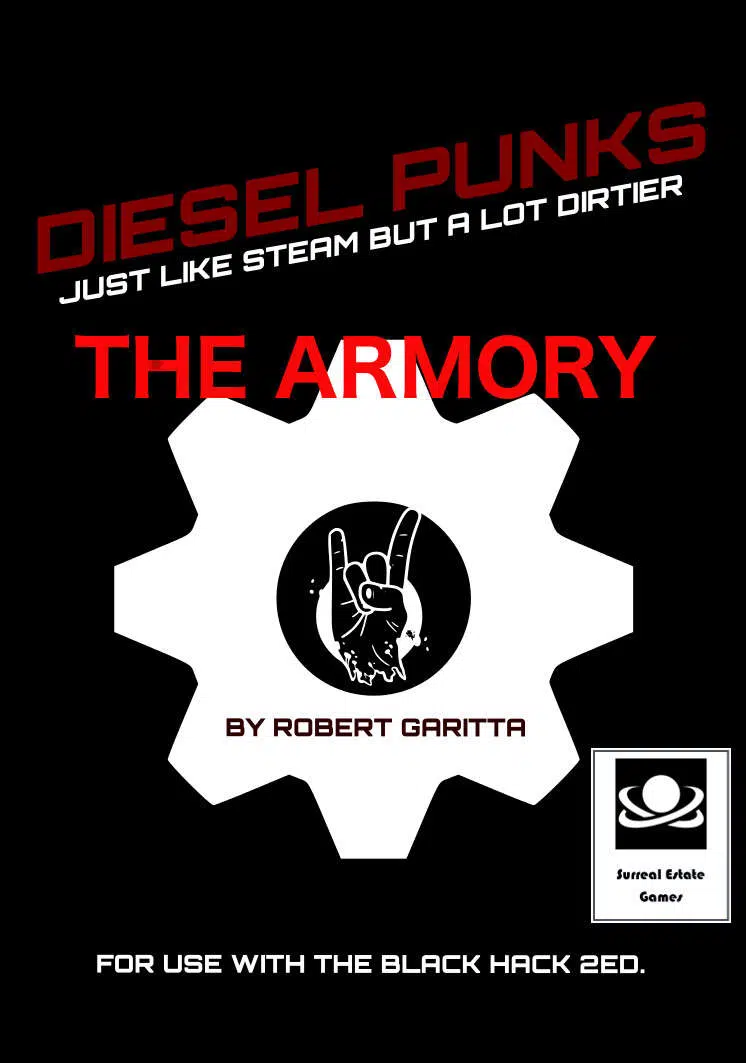 DIESEL PUNKS
JUST LIKE STEAM BUT A LOT DIRTIER
THE ARMORY
BY ROBERT GARITTA
Surreal Estate
Games
FOR USE WITH THE BLACK HACK 2ED.